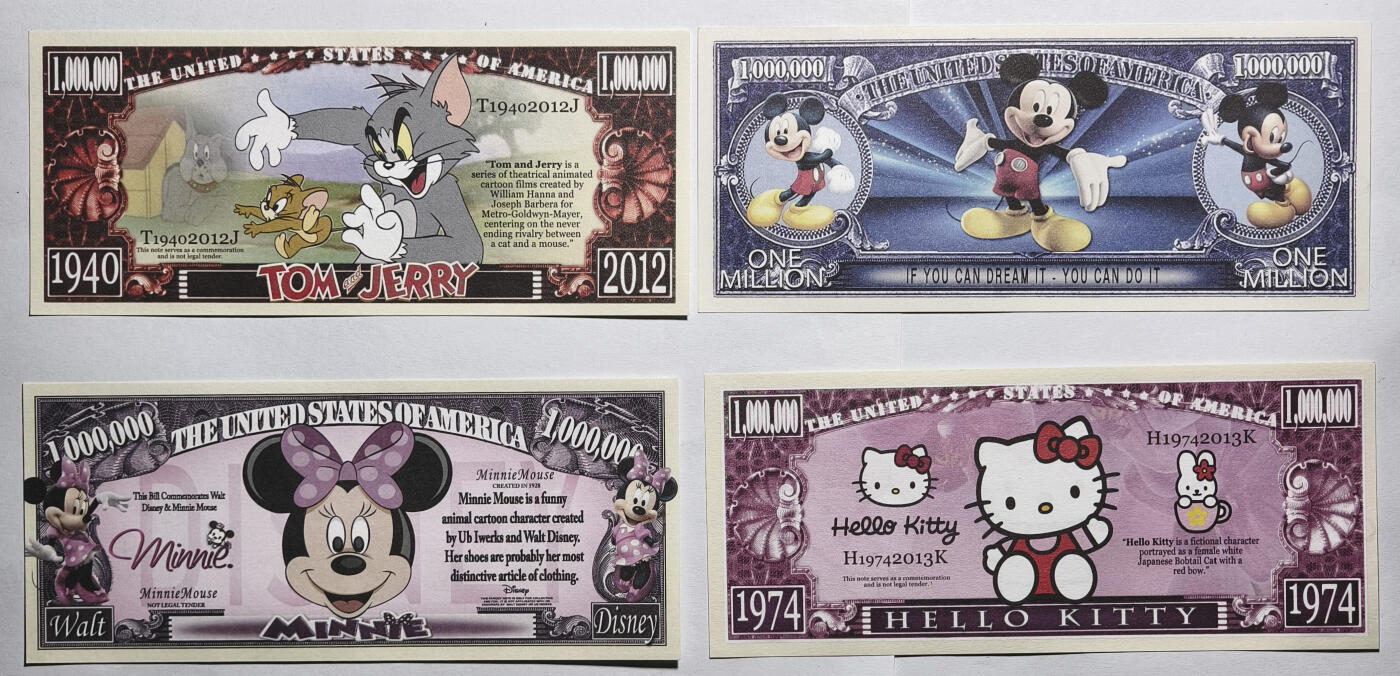 1,000,000
THE UNITED STATES OF AMERICA
1,000,000
T19402012J
"Tom and Jerry is a
series of theatrical animated
cartoon films created by
William Hanna and
Joseph Barbera for
Metro-Goldwyn-Mayer,
centering on the never
ending rivalry between
a cat and a mouse."
T19402012J
This note serves as a commemoration
and is not legal tender.
1940
TOM and JERRY
2012
1,000,000
THE UNITED STATES OF AMERICA
1,000,000
ONE
MILLION
IF YOU CAN DREAM IT - YOU CAN DO IT
ONE
MILLION
1,000,000
THE UNITED STATES OF AMERICA
1,000,000
This Bill Commemorates Walt
Disney & Minnie Mouse
Minnie.
MinnieMouse
NOT LEGAL TENDER
MinnieMouse
CREATED IN 1928
Minnie Mouse is a funny
animal cartoon character created
by Ub Iwerks and Walt Disney.
Her shoes are probably her most
distinctive article of clothing.
Disney
Walt
MINNIE
Disney
1,000,000
THE UNITED STATES OF AMERICA
1,000,000
H19742013K
Hello Kitty
H19742013K
This note serves as a commemoration
and is not legal tender.
"Hello Kitty is a fictional character
portrayed as a female white
Japanese Bobtail Cat with a
red bow."
1974
HELLO KITTY
1974